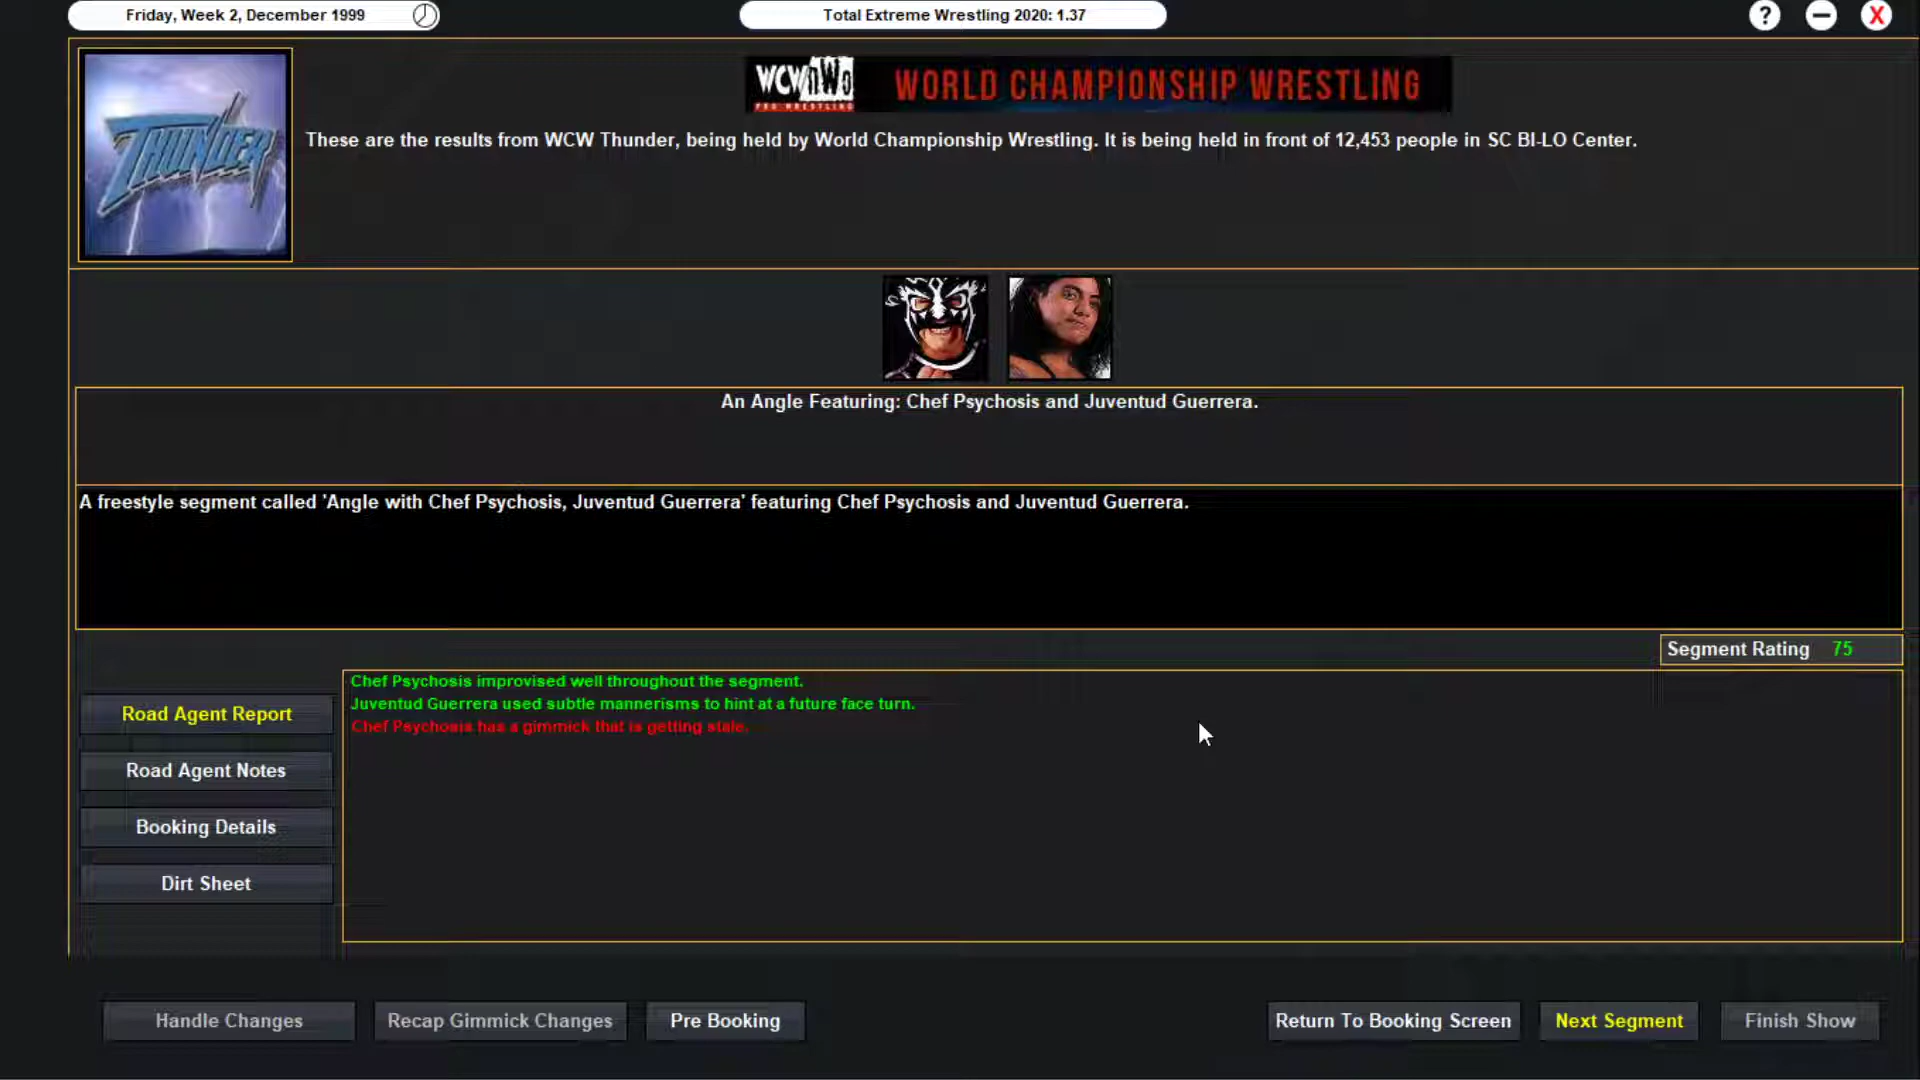 Friday, Week 2, December 1999
Total Extreme Wrestling 2020: 1.37
?
X
THUNDER
WCW nWo
PRO WRESTLING
WORLD CHAMPIONSHIP WRESTLING
These are the results from WCW Thunder, being held by World Championship Wrestling. It is being held in front of 12,453 people in SC BI-LO Center.
An Angle Featuring: Chef Psychosis and Juventud Guerrera.
A freestyle segment called 'Angle with Chef Psychosis, Juventud Guerrera' featuring Chef Psychosis and Juventud Guerrera.
Segment Rating 75
Road Agent Report
Road Agent Notes
Booking Details
Dirt Sheet
Chef Psychosis improvised well throughout the segment.
Juventud Guerrera used subtle mannerisms to hint at a future face turn.
Chef Psychosis has a gimmick that is getting stale.
Handle Changes
Recap Gimmick Changes
Pre Booking
Return To Booking Screen
Next Segment
Finish Show